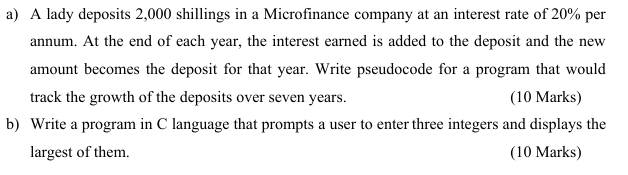 a) A lady deposits 2,000 shillings in a Microfinance company at an interest rate of 20% per
annum. At the end of each year, the interest earned is added to the deposit and the new
amount becomes the deposit for that year. Write pseudocode for a program that would
track the growth of the deposits over seven years. (10 Marks)
b) Write a program in C language that prompts a user to enter three integers and displays the
largest of them. (10 Marks)